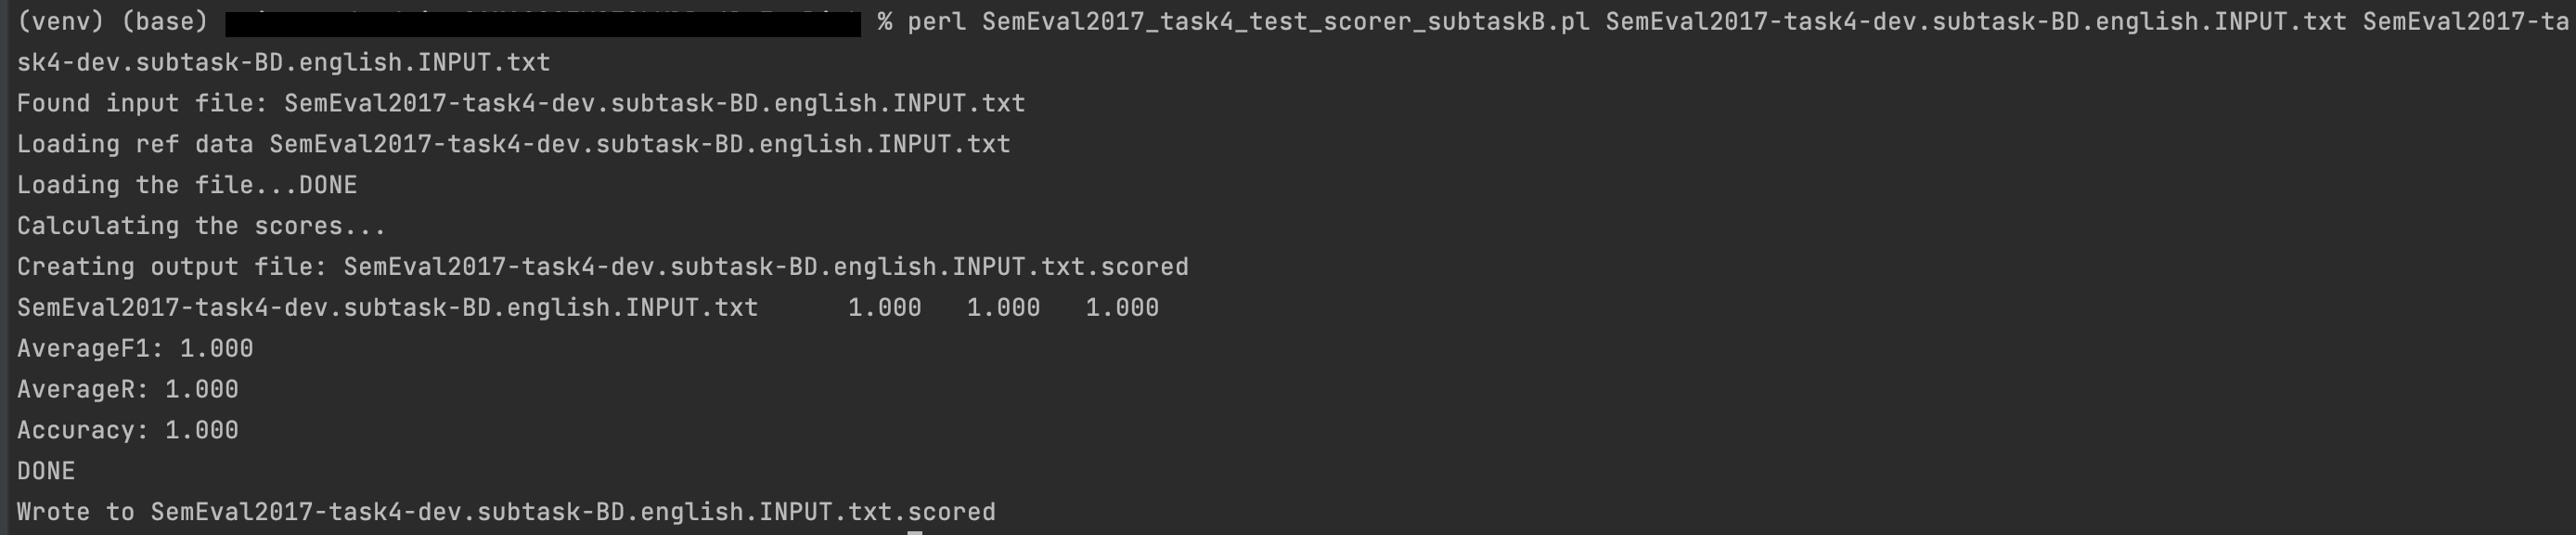 (venv) (base) % perl SemEval2017_task4_test_scorer_subtaskB.pl SemEval2017-task4-dev.subtask-BD.english.INPUT.txt SemEval2017-ta
sk4-dev.subtask-BD.english.INPUT.txt
Found input file: SemEval2017-task4-dev.subtask-BD.english.INPUT.txt
Loading ref data SemEval2017-task4-dev.subtask-BD.english.INPUT.txt
Loading the file...DONE
Calculating the scores...
Creating output file: SemEval2017-task4-dev.subtask-BD.english.INPUT.txt.scored
SemEval2017-task4-dev.subtask-BD.english.INPUT.txt 1.000 1.000 1.000
AverageF1: 1.000
AverageR: 1.000
Accuracy: 1.000
DONE
Wrote to SemEval2017-task4-dev.subtask-BD.english.INPUT.txt.scored